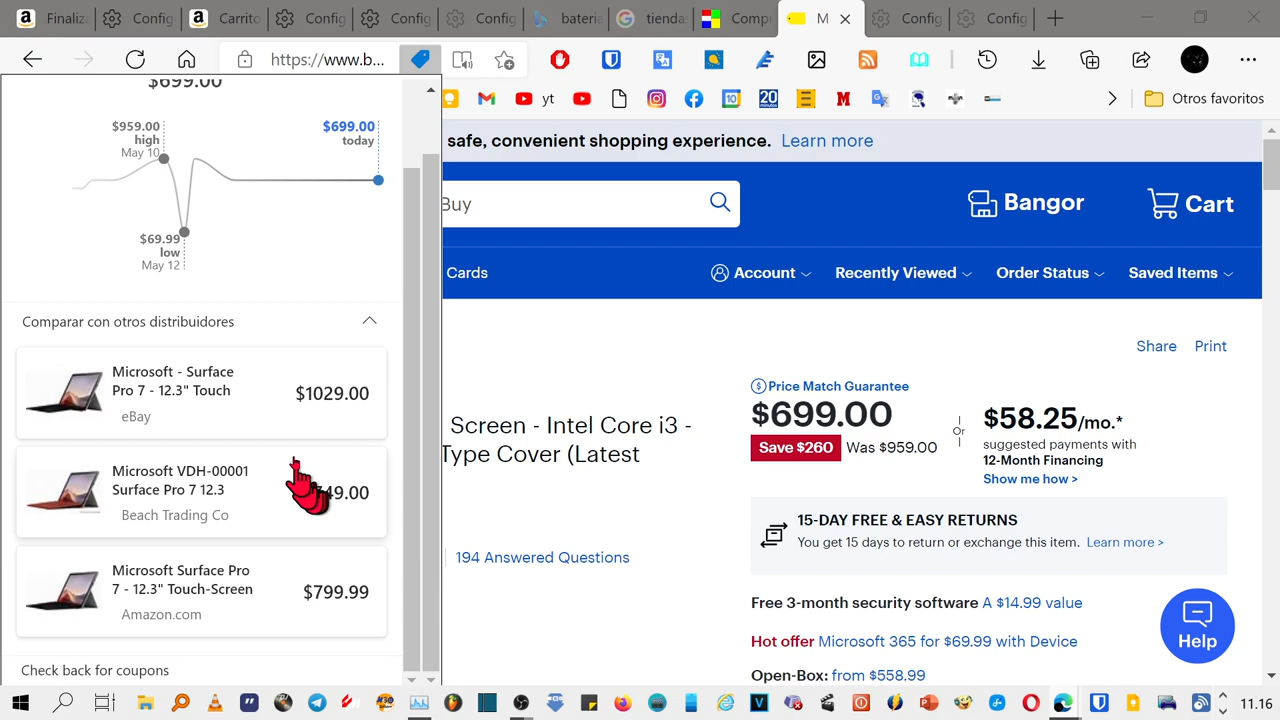 Finaliz
Config
Carrito
Config
Config
Config
bateria
tienda
Comp
M
Config
Config
https://www.b...
yt
Otros favoritos
$699.00
$959.00
high
May 10
$699.00
today
$69.99
low
May 12
Comparar con otros distribuidores
Microsoft - Surface
Pro 7 - 12.3" Touch
eBay
$1029.00
Microsoft VDH-00001
Surface Pro 7 12.3
Beach Trading Co
49.00
Microsoft Surface Pro
7 - 12.3" Touch-Screen
Amazon.com
$799.99
Check back for coupons
safe, convenient shopping experience. Learn more
Buy
Bangor
Cart
Cards
Account
Recently Viewed
Order Status
Saved Items
Share Print
Screen - Intel Core i3 -
Type Cover (Latest
194 Answered Questions
Price Match Guarantee
$699.00
Save $260 Was $959.00
Or
$58.25/mo.*
suggested payments with
12-Month Financing
Show me how >
15-DAY FREE & EASY RETURNS
You get 15 days to return or exchange this item. Learn more >
Free 3-month security software A $14.99 value
Hot offer Microsoft 365 for $69.99 with Device
Open-Box: from $558.99
Help
11.16